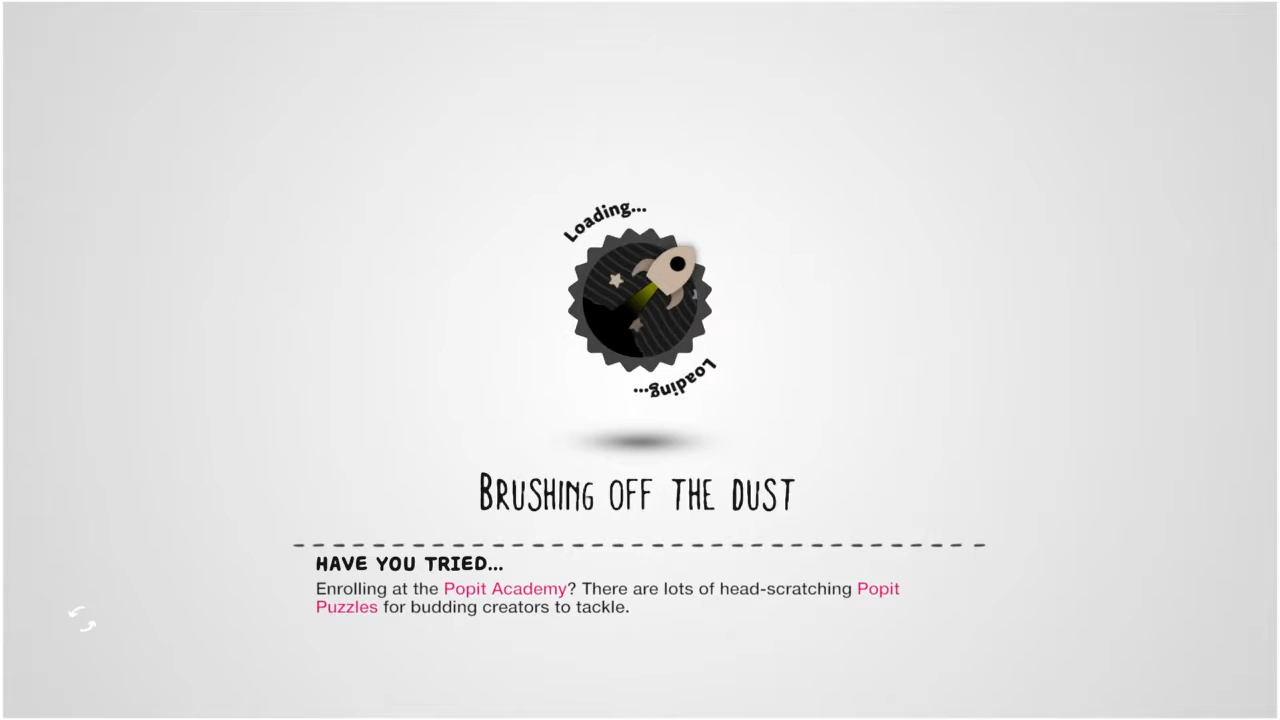 Loading...
Loading...
BRUSHING OFF THE DUST
HAVE YOU TRIED...
Enrolling at the Popit Academy? There are lots of head-scratching Popit
Puzzles for budding creators to tackle.